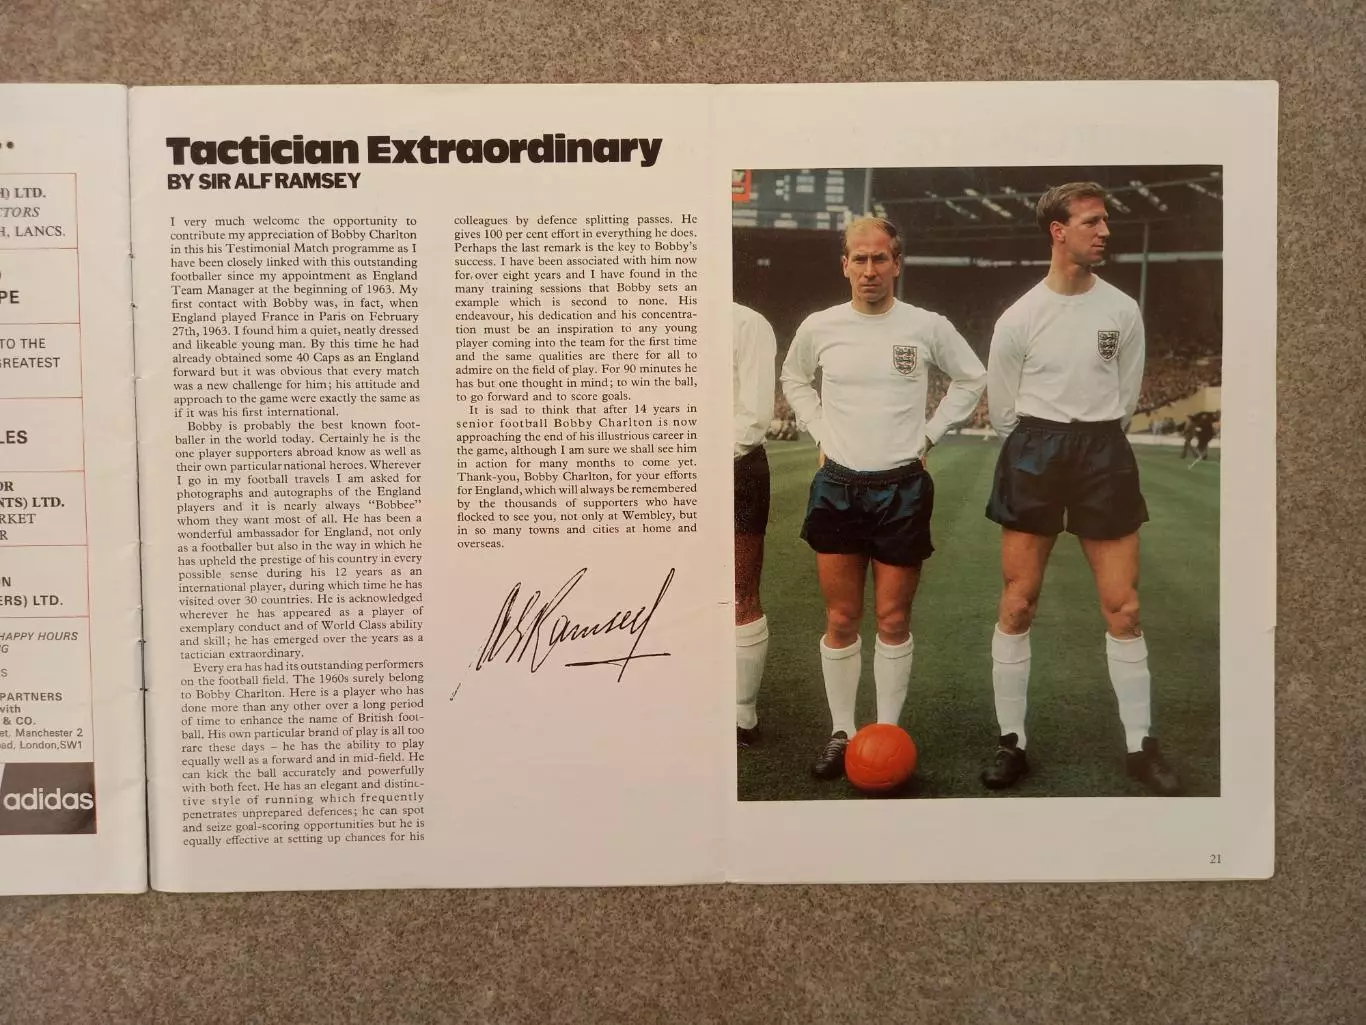 ) LTD.
CTORS
H, LANCS.
PE
TO THE
GREATEST
LES
OR
NTS) LTD.
RKET
R
ON
ERS) LTD.
HAPPY HOURS
NG
S
PARTNERS
with
& CO.
et, Manchester 2
oad, London,SW1
adidas
Tactician Extraordinary
BY SIR ALF RAMSEY
I very much welcome the opportunity to
contribute my appreciation of Bobby Charlton
in this his Testimonial Match programme as I
have been closely linked with this outstanding
footballer since my appointment as England
Team Manager at the beginning of 1963. My
first contact with Bobby was, in fact, when
England played France in Paris on February
27th, 1963. I found him a quiet, neatly dressed
and likeable young man. By this time he had
already obtained some 40 Caps as an England
forward but it was obvious that every match
was a new challenge for him; his attitude and
approach to the game were exactly the same as
if it was his first international.
Bobby is probably the best known foot-
baller in the world today. Certainly he is the
one player supporters abroad know as well as
their own particular national heroes. Wherever
I go in my football travels I am asked for
photographs and autographs of the England
players and it is nearly always "Bobbee"
whom they want most of all. He has been a
wonderful ambassador for England, not only
as a footballer but also in the way in which he
has upheld the prestige of his country in every
possible sense during his 12 years as an
international player, during which time he has
visited over 30 countries. He is acknowledged
wherever he has appeared as a player of
exemplary conduct and of World Class ability
and skill; he has emerged over the years as a
tactician extraordinary.
Every era has had its outstanding performers
on the football field. The 1960s surely belong
to Bobby Charlton. Here is a player who has
done more than any other over a long period
of time to enhance the name of British foot-
ball. His own particular brand of play is all too
rare these days – he has the ability to play
equally well as a forward and in mid-field. He
can kick the ball accurately and powerfully
with both feet. He has an elegant and distinc-
tive style of running which frequently
penetrates unprepared defences; he can spot
and seize goal-scoring opportunities but he is
equally effective at setting up chances for his
colleagues by defence splitting passes. He
gives 100 per cent effort in everything he does.
Perhaps the last remark is the key to Bobby's
success. I have been associated with him now
for over eight years and I have found in the
many training sessions that Bobby sets an
example which is second to none. His
endeavour, his dedication and his concentra-
tion must be an inspiration to any young
player coming into the team for the first time
and the same qualities are there for all to
admire on the field of play. For 90 minutes he
has but one thought in mind; to win the ball,
to go forward and to score goals.
It is sad to think that after 14 years in
senior football Bobby Charlton is now
approaching the end of his illustrious career in
the game, although I am sure we shall see him
in action for many months to come yet.
Thank-you, Bobby Charlton, for your efforts
for England, which will always be remembered
by the thousands of supporters who have
flocked to see you, not only at Wembley, but
in so many towns and cities at home and
overseas.
Alf Ramsey
21